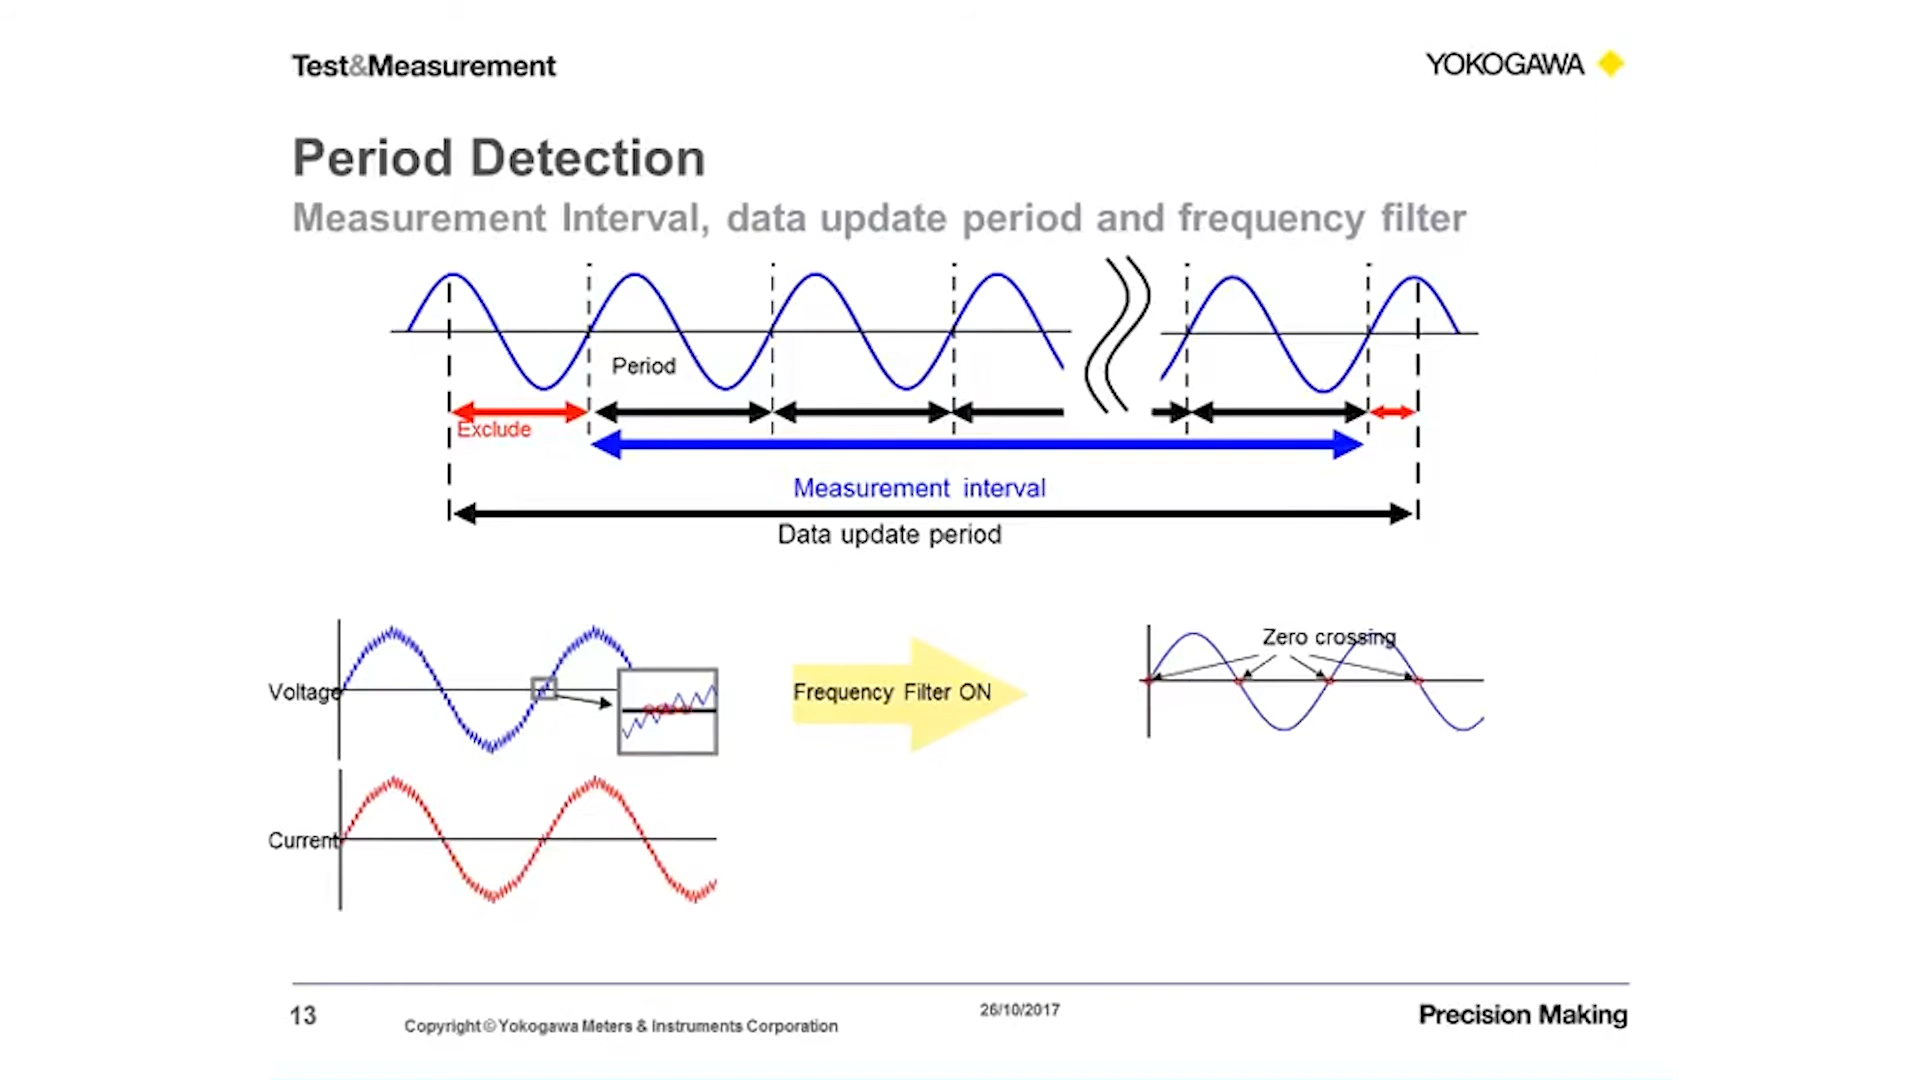 Test&Measurement
YOKOGAWA
Period Detection
Measurement Interval, data update period and frequency filter
Period
Exclude
Measurement interval
Data update period
Zero crossing
Voltage
Frequency Filter ON
Current
13
Copyright © Yokogawa Meters & Instruments Corporation
26/10/2017
Precision Making